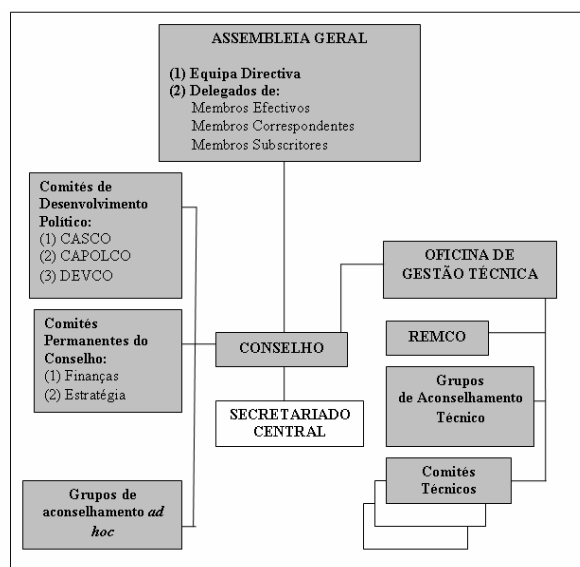 ASSEMBLEIA GERAL
(1) Equipa Directiva
(2) Delegados de:
Membros Efectivos
Membros Correspondentes
Membros Subscritores
Comités de
Desenvolvimento
Político:
(1) CASCO
(2) CAPOLCO
(3) DEVCO
OFICINA DE
GESTÃO TÉCNICA
Comités
Permanentes do
Conselho:
(1) Finanças
(2) Estratégia
CONSELHO
REMCO
SECRETARIADO
CENTRAL
Grupos
de Aconselhamento
Técnico
Comités
Técnicos
Grupos de
aconselhamento ad
hoc